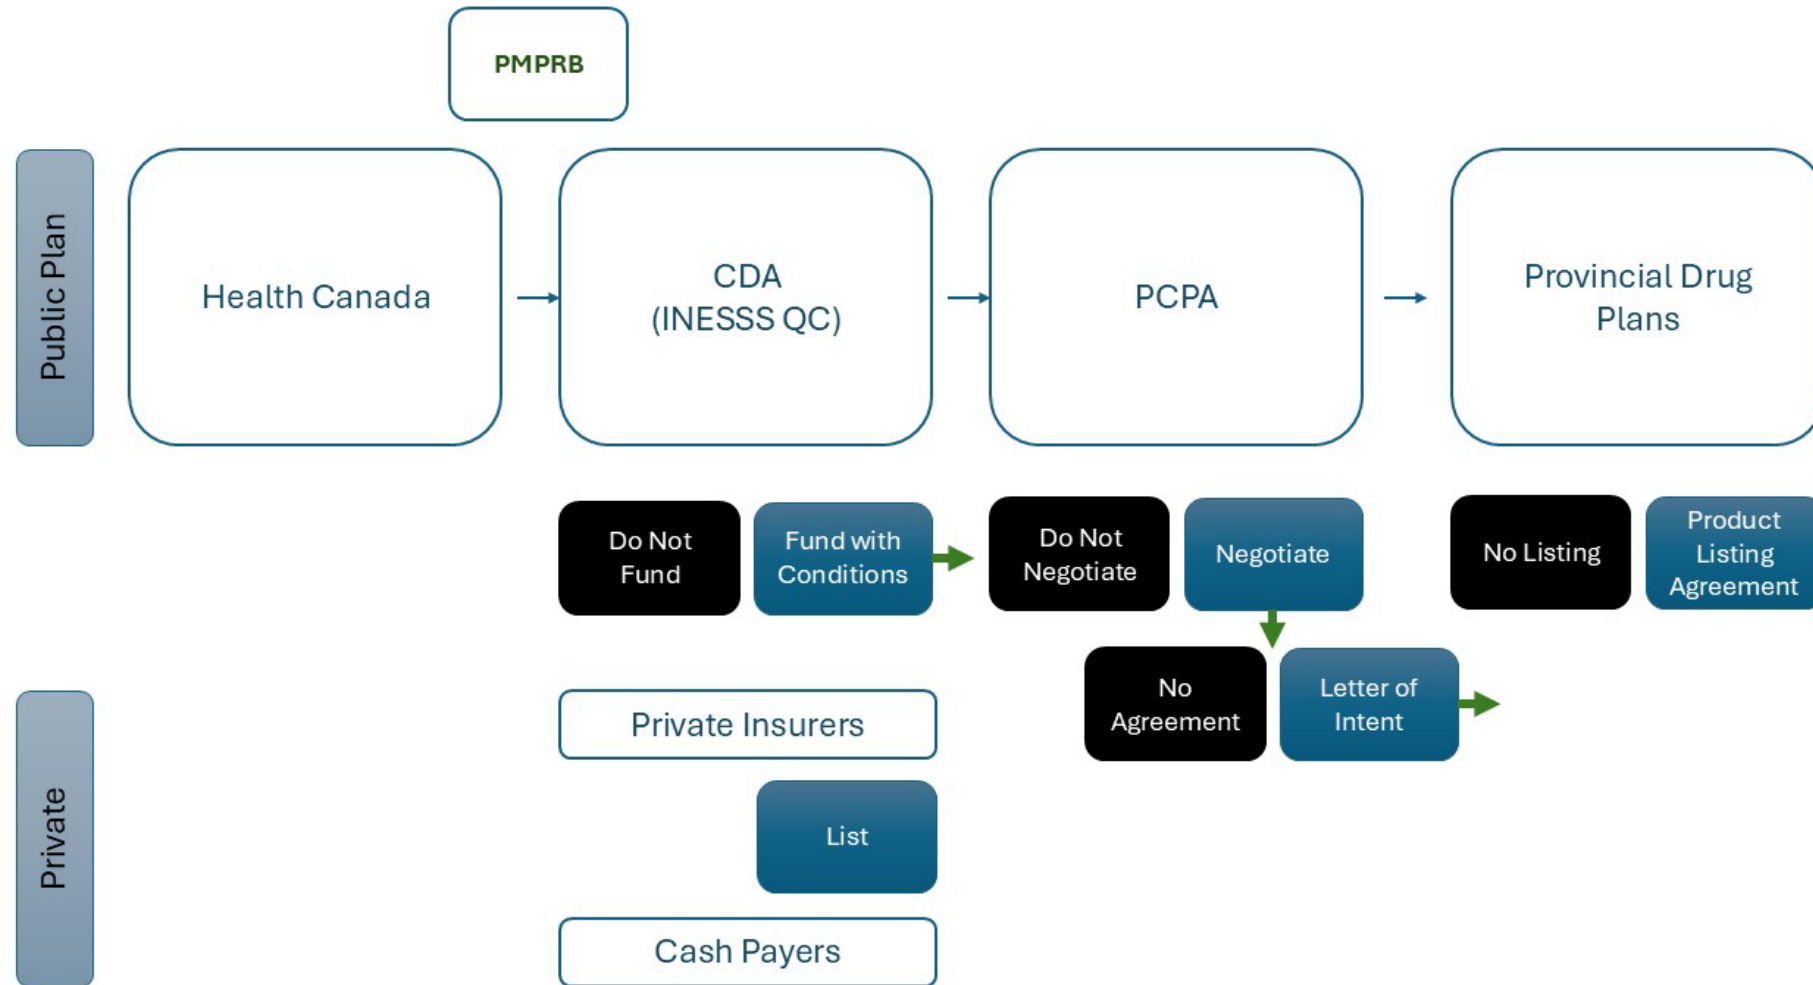 PMPRB
Public Plan
Health Canada
CDA
(INESSS QC)
PCPA
Provincial Drug
Plans
Do Not
Fund
Fund with
Conditions
Do Not
Negotiate
Negotiate
No Listing
Product
Listing
Agreement
No
Agreement
Letter of
Intent
Private
Private Insurers
List
Cash Payers